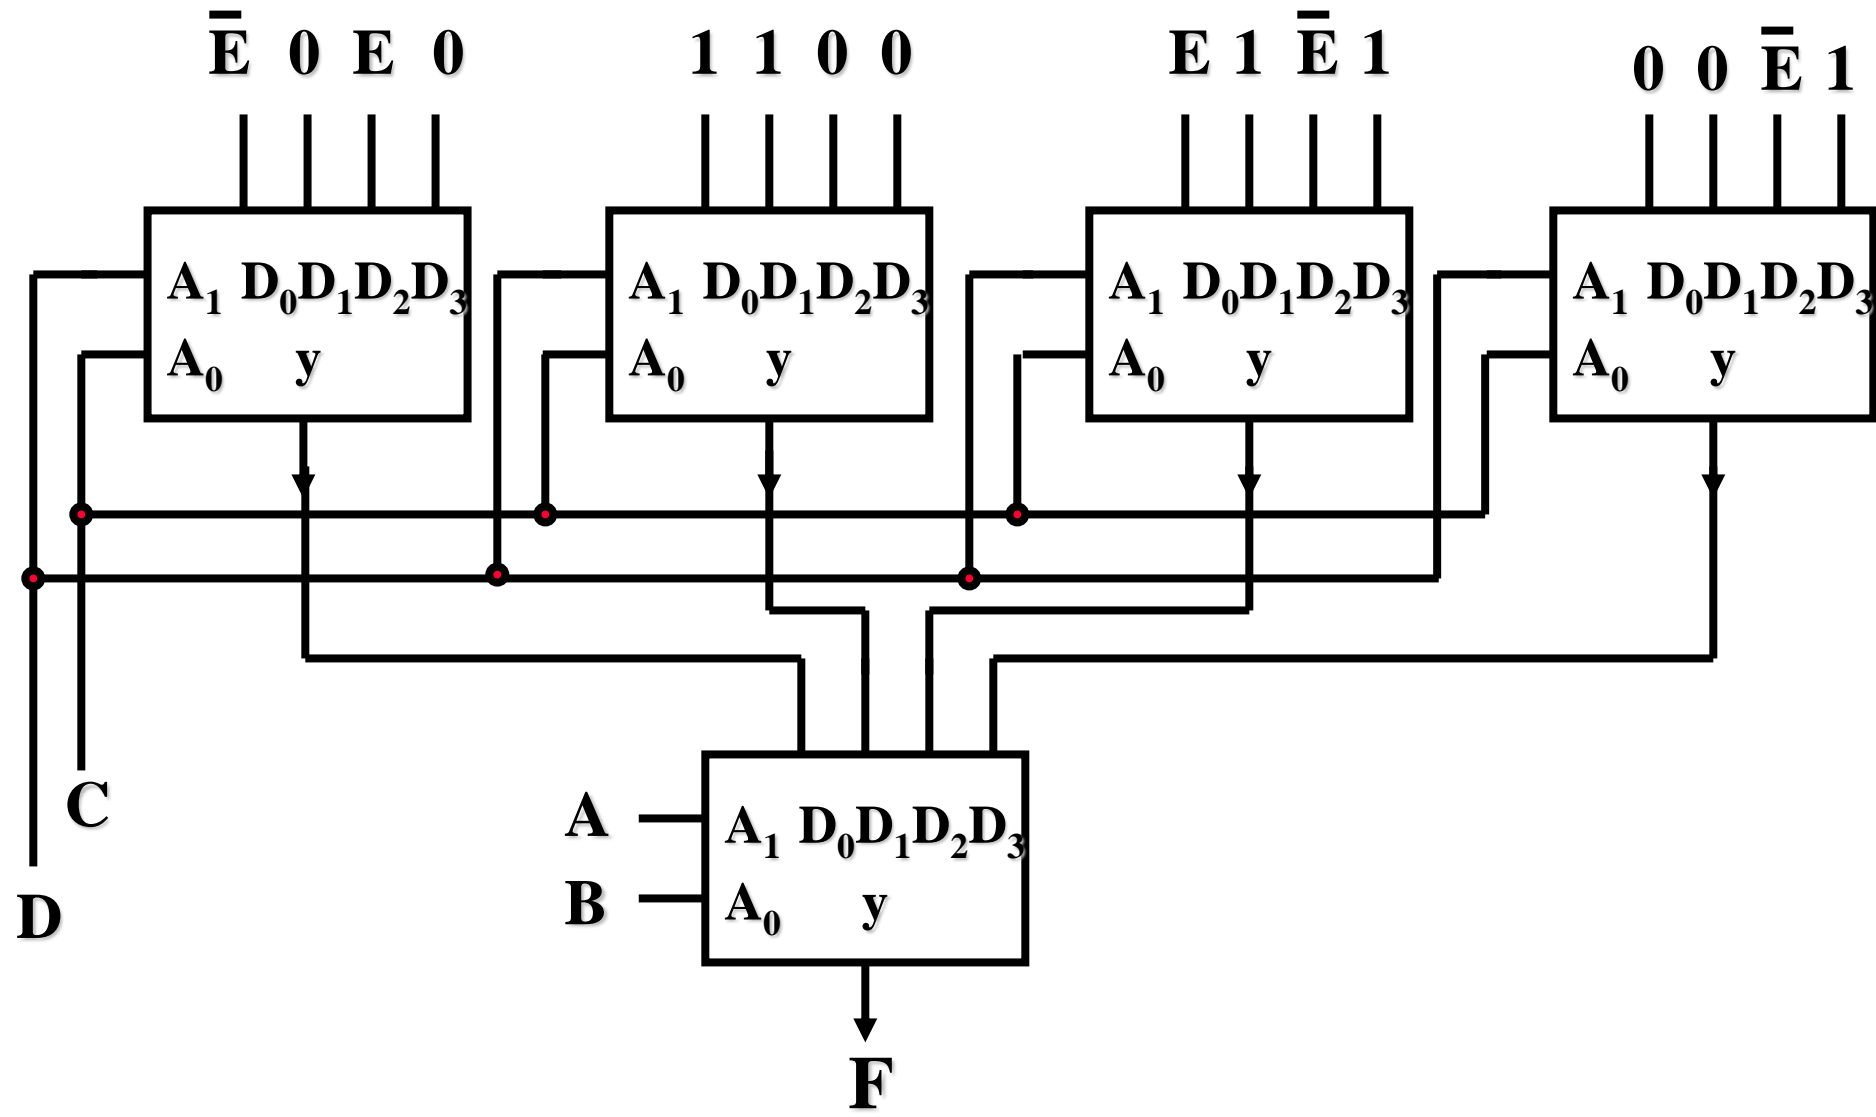 E̅ 0 E 0 1 1 0 0 E 1 E̅ 1 0 0 E̅ 1
A₁ D₀D₁D₂D₃ A₁ D₀D₁D₂D₃ A₁ D₀D₁D₂D₃ A₁ D₀D₁D₂D₃
A₀ y A₀ y A₀ y A₀ y
C
A A₁ D₀D₁D₂D₃
D
B A₀ y
F